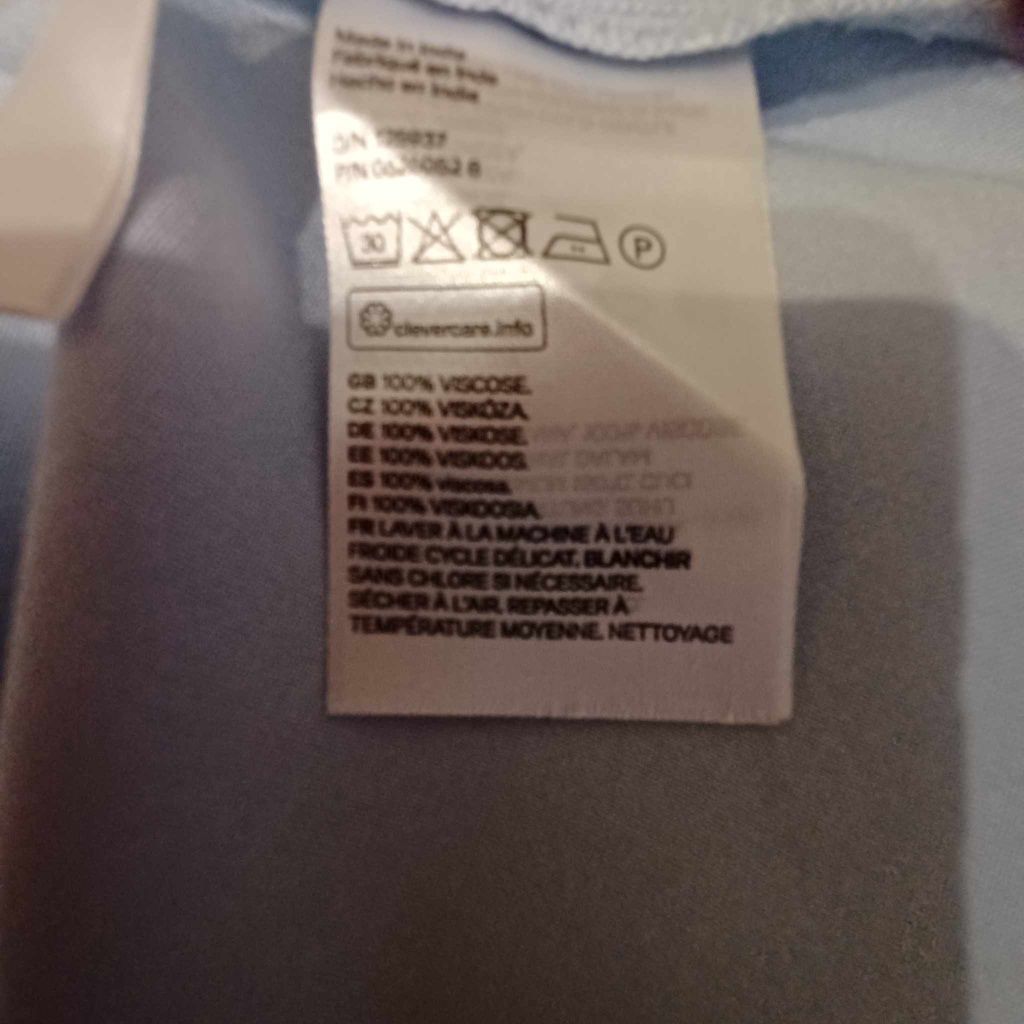 Made in India
Fabriqué en Inde
Hecho en India
P/N
30
P
clevercare.info
GB 100% VISCOSE.
CZ 100% VISKÓZA.
DE 100% VISKOSE.
EE 100% VISKOOS.
ES 100% viscosa.
FI 100% VISKOOSIA.
FR LAVER À LA MACHINE À L'EAU
FROIDE CYCLE DÉLICAT. BLANCHIR
SANS CHLORE SI NÉCESSAIRE.
SÉCHER À L'AIR. REPASSER À
TEMPÉRATURE MOYENNE. NETTOYAGE